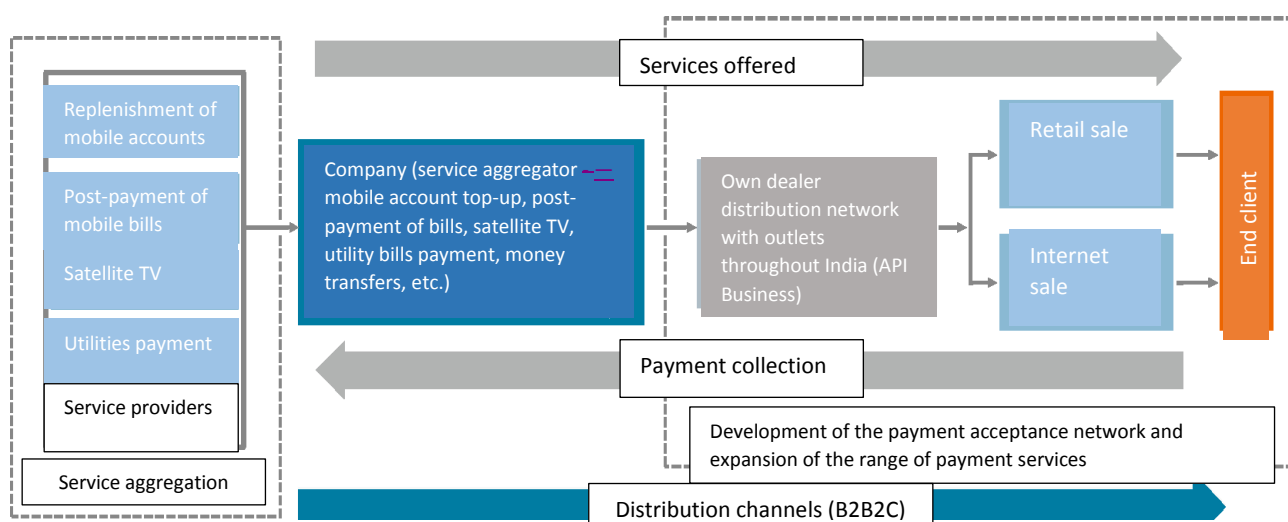 Services offered
Replenishment of
mobile accounts
Post-payment of
mobile bills
Satellite TV
Utilities payment
Service providers
Service aggregation
Company (service aggregator –
mobile account top-up, post-
payment of bills, satellite TV,
utility bills payment, money
transfers, etc.)
Own dealer
distribution network
with outlets
throughout India (API
Business)
Retail sale
Internet
sale
End client
Payment collection
Development of the payment acceptance network and
expansion of the range of payment services
Distribution channels (B2B2C)